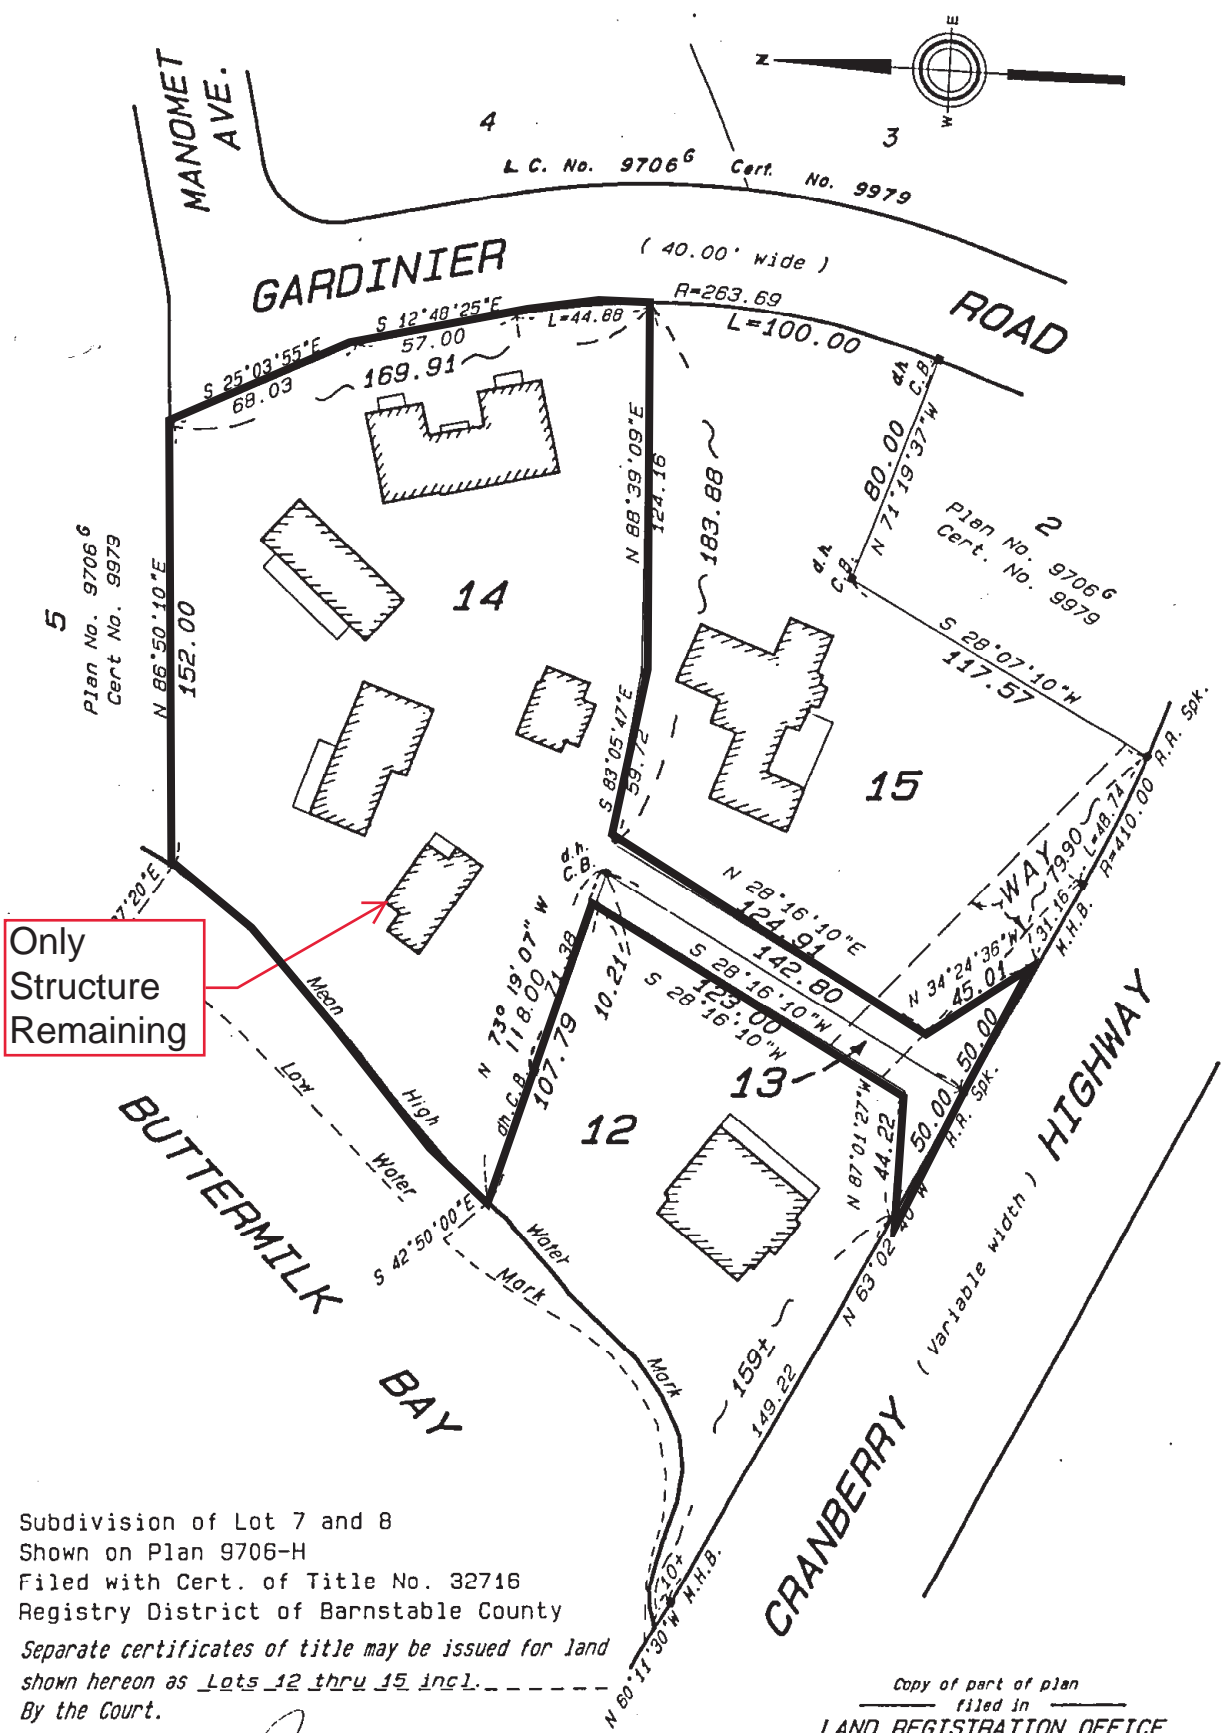 MANOMET
AVE.
E
N
W
4
3
L C. No. 9706 G Cert. No. 9979
GARDINIER
( 40.00' wide )
ROAD
R=263.69
L=100.00
S 12°48'25"E
57.00
L=44.88
S 25°03'55"E
68.03
169.91
d.h.
C.B.
80.00
N 71°19'37"W
2
Plan No. 9706 G
Cert. No. 9979
N 88°39'09"E
124.16
183.88
5
Plan No. 9706 G
Cert No. 9979
N 86°50'10"E
152.00
14
d.h.
C.B.
S 28°07'10"W
117.57
R.R. Spk.
S 83°05'47"E
59.72
15
WAY
79.90
L=48.74
R=410.00
31.16
M.H.B.
d.h.
C.B.
N 28°16'10"E
124.91
142.80
S 28°16'10"W
123.00
S 28°16'10"W
N 34°24'36"W
45.01
7'20"E
Only
Structure
Remaining
N 73° 19' 07" W
118.00
71.38
107.79
10.21
dh. C.B.
Mean
High
Water
Mark
Low
Water
Mark
13
12
50.00
50.00
R.R. Spk.
N 87°01'27"W
44.22
HIGHWAY
BUTTERMILK
BAY
S 42°50'00"E
N 63°02'40"W
( Variable width )
159±
149.22
CRANBERRY
10±
M.H.B.
N 60°11'30"W
Subdivision of Lot 7 and 8
Shown on Plan 9706-H
Filed with Cert. of Title No. 32716
Registry District of Barnstable County
Separate certificates of title may be issued for land
shown hereon as Lots 12 thru 15 incl.
By the Court.
Copy of part of plan
filed in
LAND REGISTRATION OFFICE